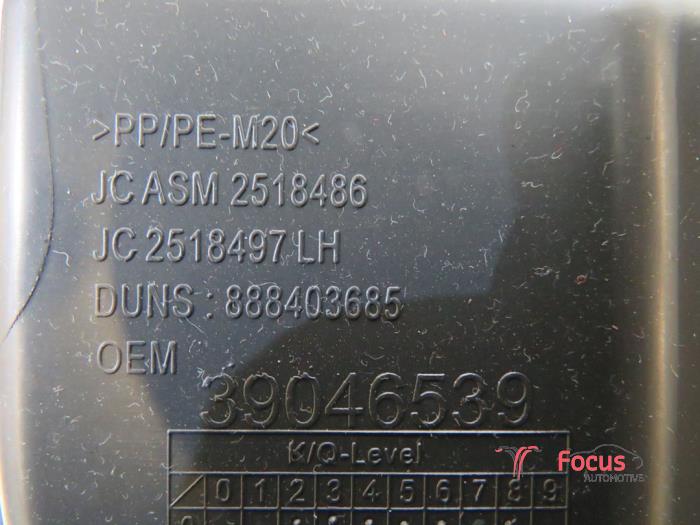 >PP/PE-M20<
JC ASM 2518486
JC 2518497 LH
DUNS : 888403685
OEM
39046539
K/Q-Level
0 1 2 3 4 5 6 7 8 9
Focus
AUTOMOTIVE